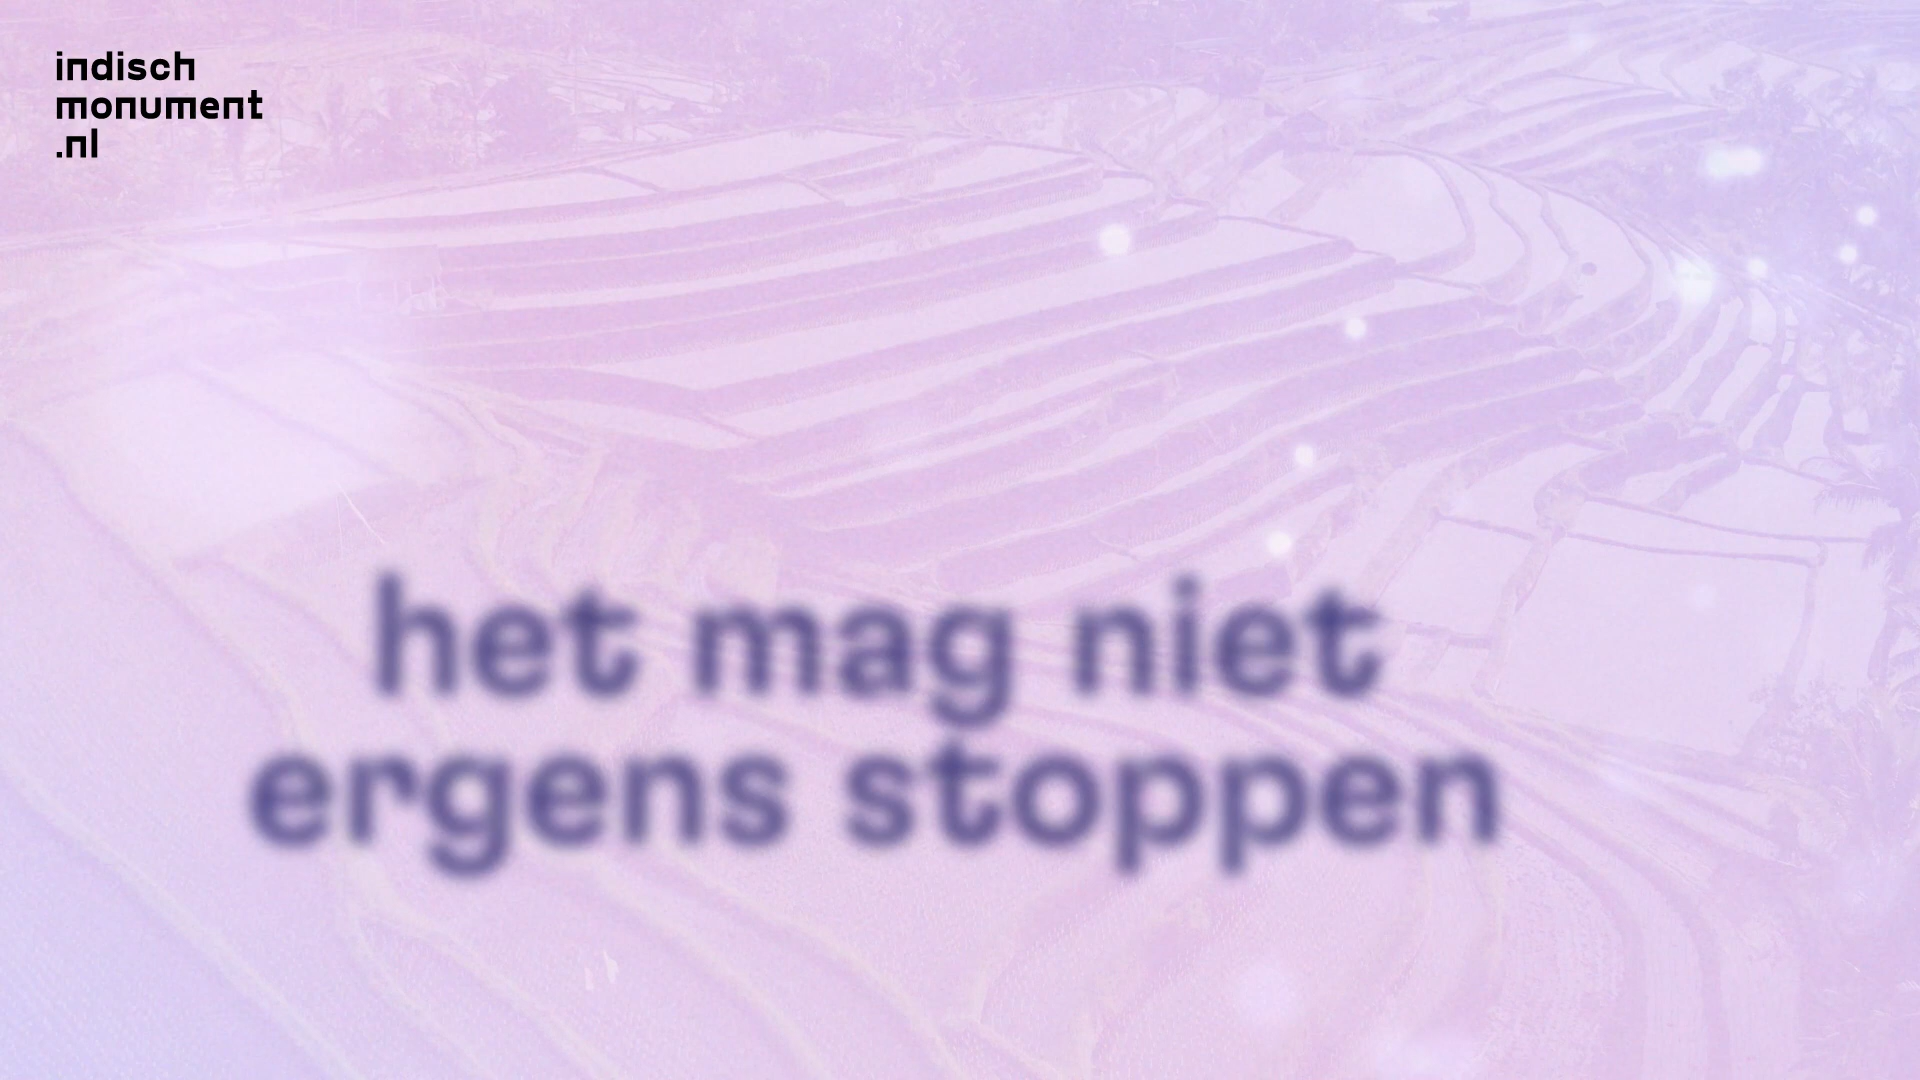 indisch
monument
.nl
het mag niet
ergens stoppen